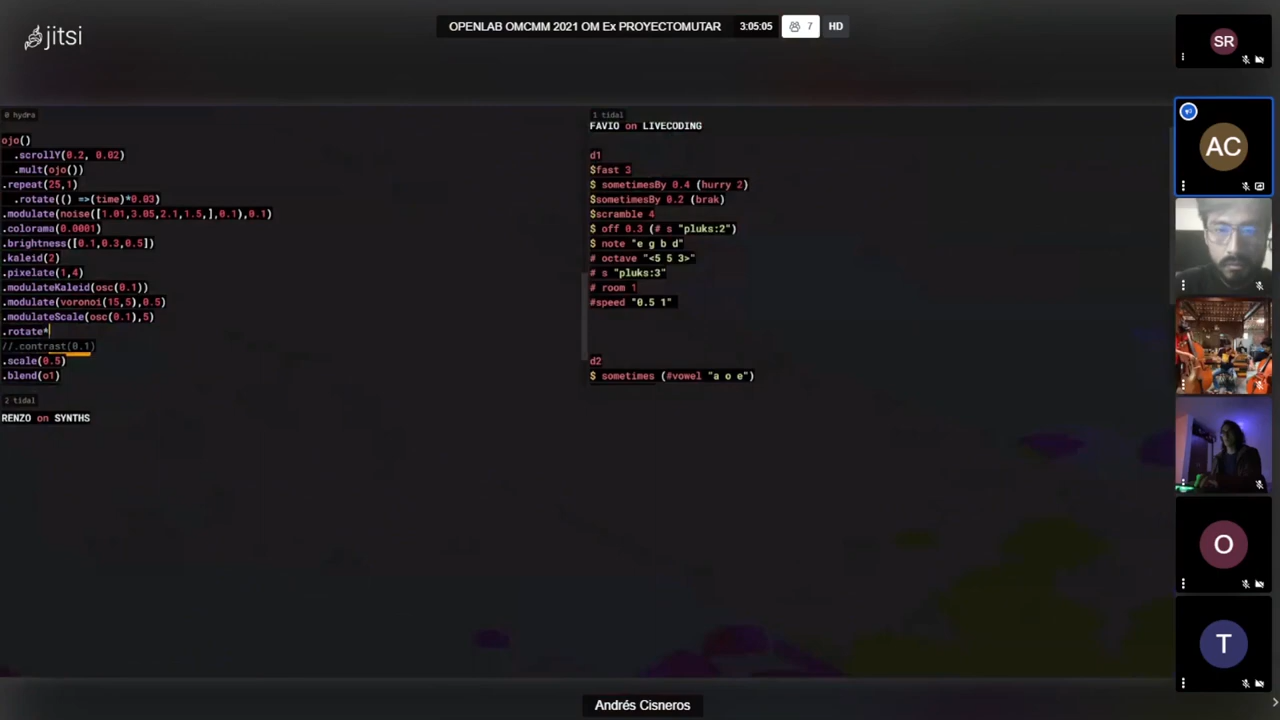 jitsi
OPENLAB OMCMM 2021 OM Ex PROYECTOMUTAR
3:05:05
7
HD
SR
0 hydra
ojo()
.scrollY(0.2, 0.02)
.mult(ojo())
.repeat(25,1)
.rotate(() =>(time)*0.03)
.modulate(noise([1.01,3.05,2.1,1.5,],0.1),0.1)
.colorama(0.0001)
.brightness([0.1,0.3,0.5])
.kaleid(2)
.pixelate(1,4)
.modulateKaleid(osc(0.1))
.modulate(voronoi(15,5),0.5)
.modulateScale(osc(0.1),5)
.rotate*
//.contrast(0.1)
.scale(0.5)
.blend(o1)
2 tidal
RENZO on SYNTHS
1 tidal
FAVIO on LIVECODING
d1
$fast 3
$ sometimesBy 0.4 (hurry 2)
$sometimesBy 0.2 (brak)
$scramble 4
$ off 0.3 (# s "pluks:2")
$ note "e g b d"
# octave "<5 5 3>"
# s "pluks:3"
# room 1
#speed "0.5 1"
d2
$ sometimes (#vowel "a o e")
AC
O
T
Andrés Cisneros